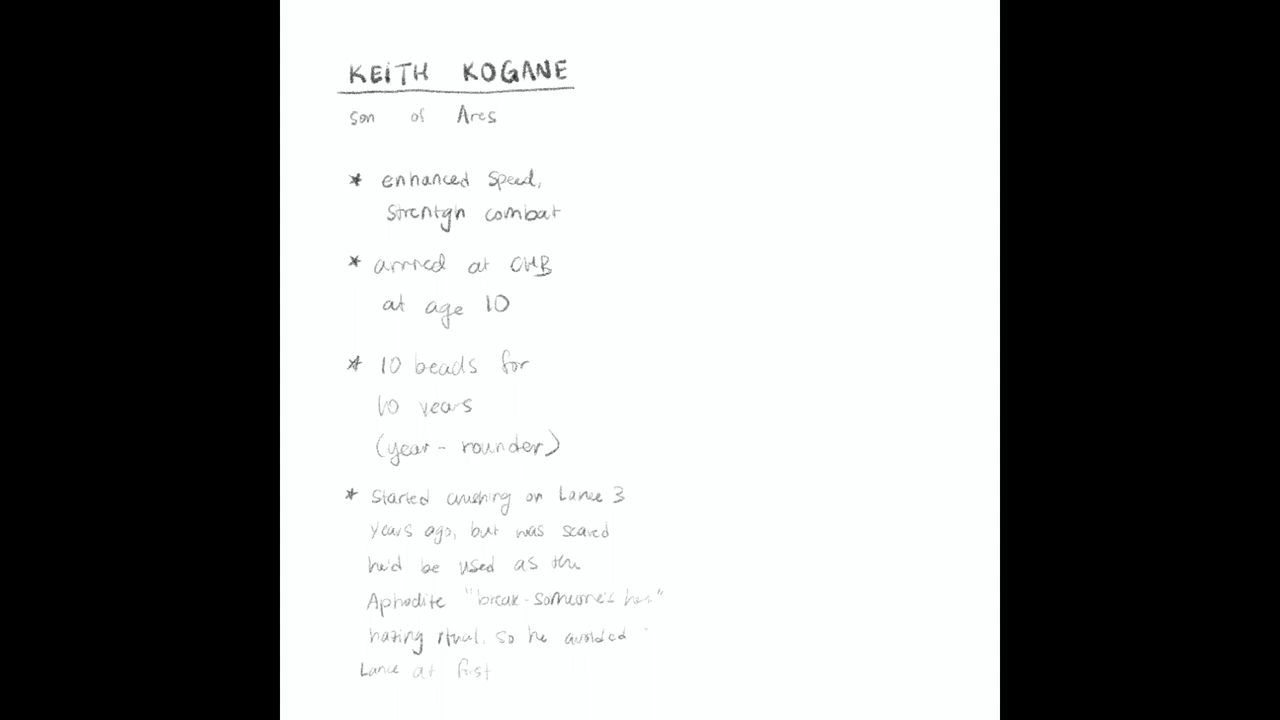 KEITH KOGANE
son of Ares
* enhanced speed,
strentgh combat
* arrived at CHB
at age 10
* 10 beads for
10 years
(year - rounder)
* Started crushing on Lance 3
years ago, but was scared
he'd be used as the
Aphodite "break-someone's
hazing ritual. so he avoided
Lance at first